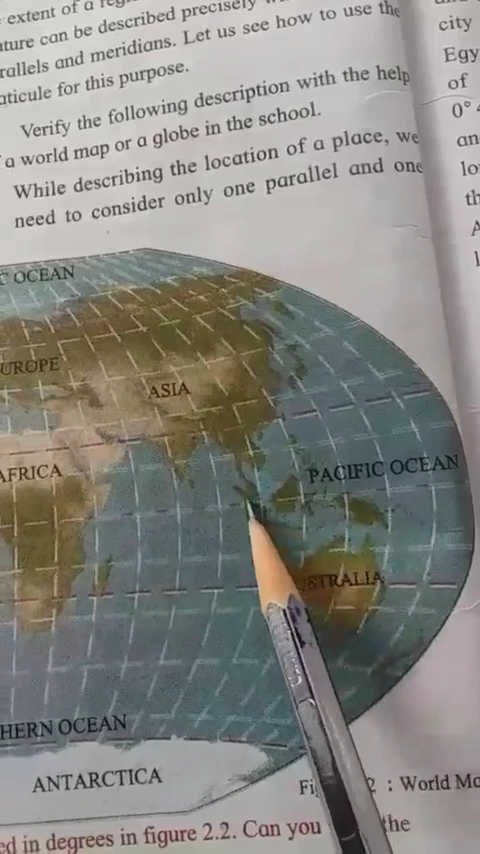 extent of a
ture can be described precisely
rallels and meridians. Let us see how to use the
aticule for this purpose.
Verify the following description with the help
a world map or a globe in the school.
While describing the location of a place, we
need to consider only one parallel and one
city
Egy
of
0°
an
lo
th
A
OCEAN
UROPE
ASIA
AFRICA
PACIFIC OCEAN
STRALIA
HERN OCEAN
ANTARCTICA
Fi 2 : World Ma
ed in degrees in figure 2.2. Can you the